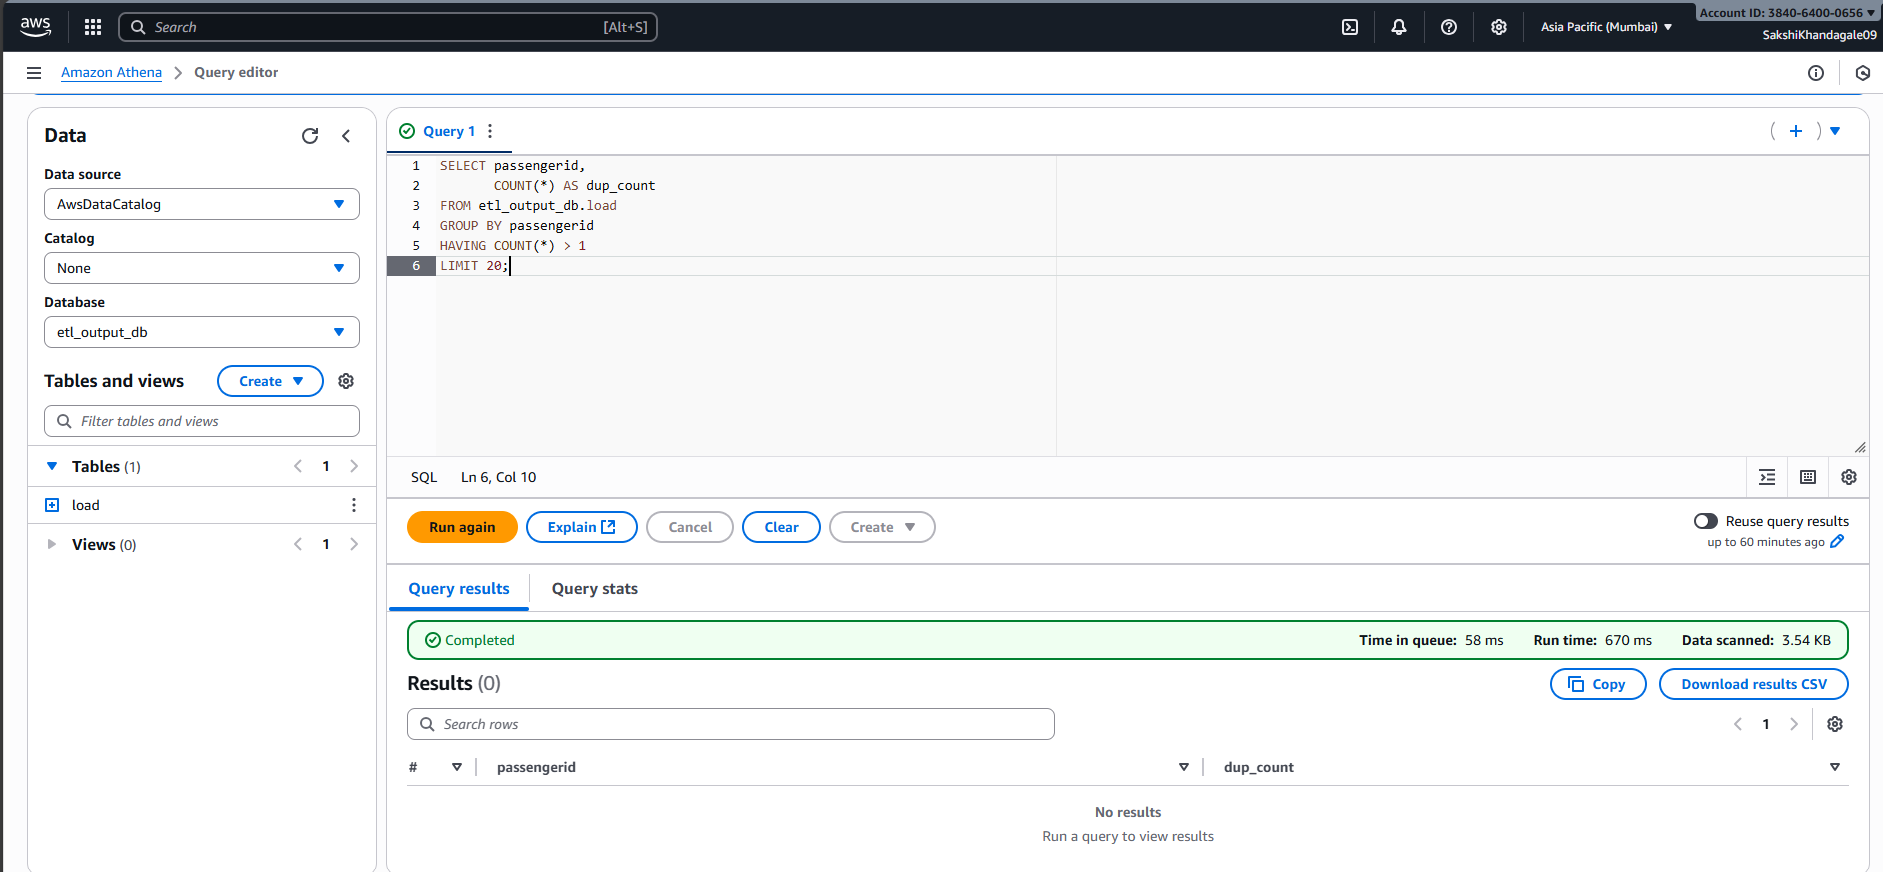 aws
Search
[Alt+S]
Asia Pacific (Mumbai)
Account ID: 3840-6400-0656
SakshiKhandagale09
Amazon Athena
Query editor
Data
Data source
AwsDataCatalog
Catalog
None
Database
etl_output_db
Tables and views
Create
Filter tables and views
Tables (1)
1
load
Views (0)
1
Query 1
1 SELECT passengerid,
2 COUNT(*) AS dup_count
3 FROM etl_output_db.load
4 GROUP BY passengerid
5 HAVING COUNT(*) > 1
6 LIMIT 20;
SQL Ln 6, Col 10
Run again
Explain
Cancel
Clear
Create
Reuse query results
up to 60 minutes ago
Query results
Query stats
Completed
Time in queue: 58 ms
Run time: 670 ms
Data scanned: 3.54 KB
Results (0)
Copy
Download results CSV
Search rows
1
# passengerid dup_count
No results
Run a query to view results